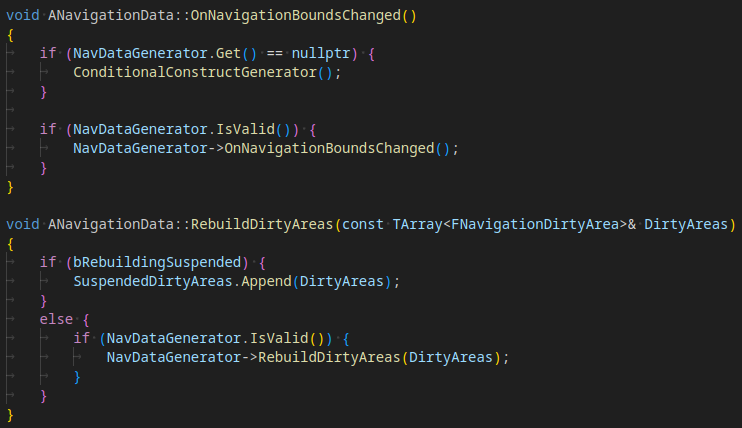 void ANavigationData::OnNavigationBoundsChanged()
{
    if (NavDataGenerator.Get() == nullptr) {
        ConditionalConstructGenerator();
    }

    if (NavDataGenerator.IsValid()) {
        NavDataGenerator->OnNavigationBoundsChanged();
    }
}

void ANavigationData::RebuildDirtyAreas(const TArray<FNavigationDirtyArea>& DirtyAreas)
{
    if (bRebuildingSuspended) {
        SuspendedDirtyAreas.Append(DirtyAreas);
    }
    else {
        if (NavDataGenerator.IsValid()) {
            NavDataGenerator->RebuildDirtyAreas(DirtyAreas);
        }
    }
}